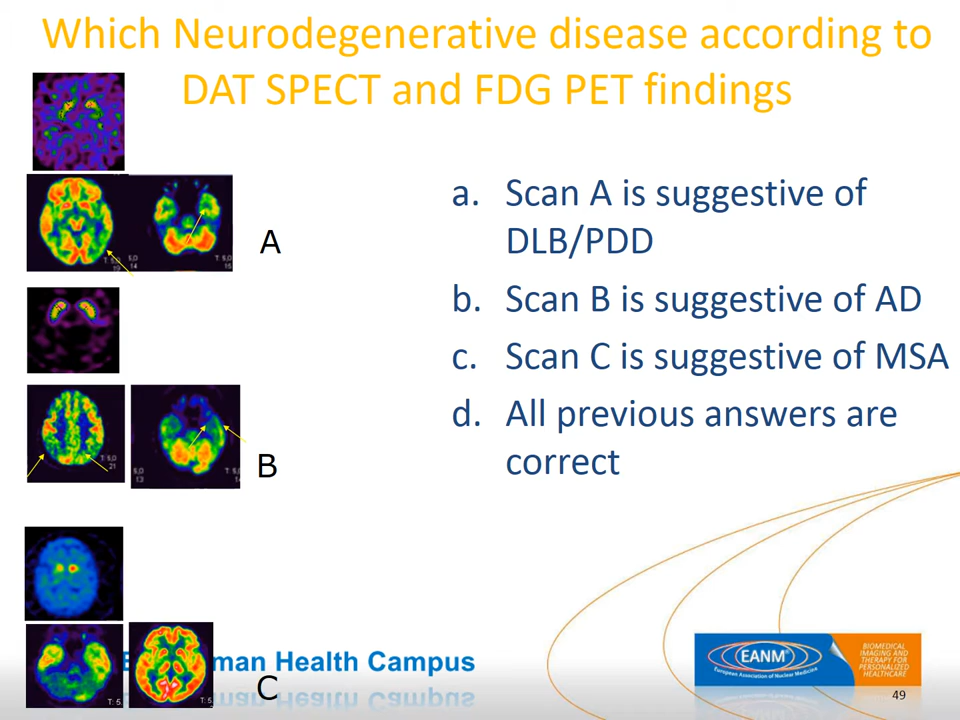 Which Neurodegenerative disease according to
DAT SPECT and FDG PET findings
A
B
C
a. Scan A is suggestive of
DLB/PDD
b. Scan B is suggestive of AD
c. Scan C is suggestive of MSA
d. All previous answers are
correct
man Health Campus
EANM
European Association of Nuclear Medicine
BIOMEDICAL
IMAGING AND
THERAPY FOR
PERSONALIZED
HEALTHCARE
49